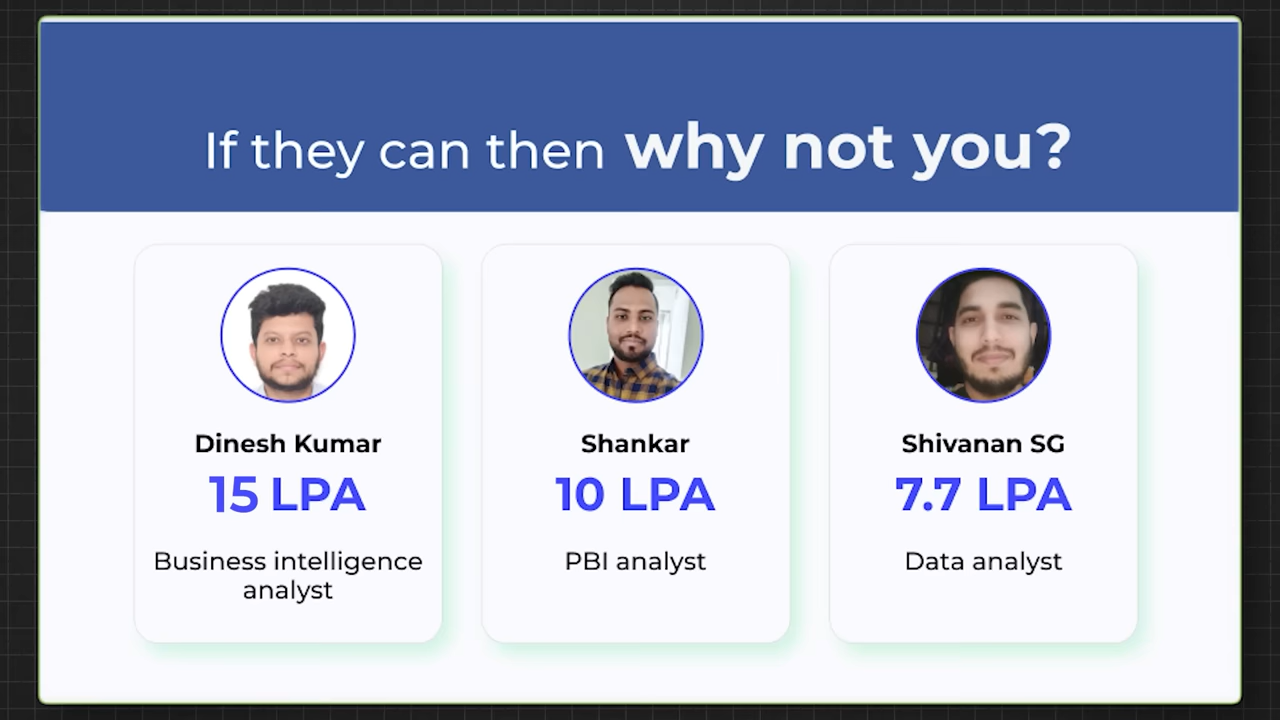 If they can then why not you?
Dinesh Kumar
15 LPA
Business intelligence
analyst
Shankar
10 LPA
PBI analyst
Shivanan SG
7.7 LPA
Data analyst